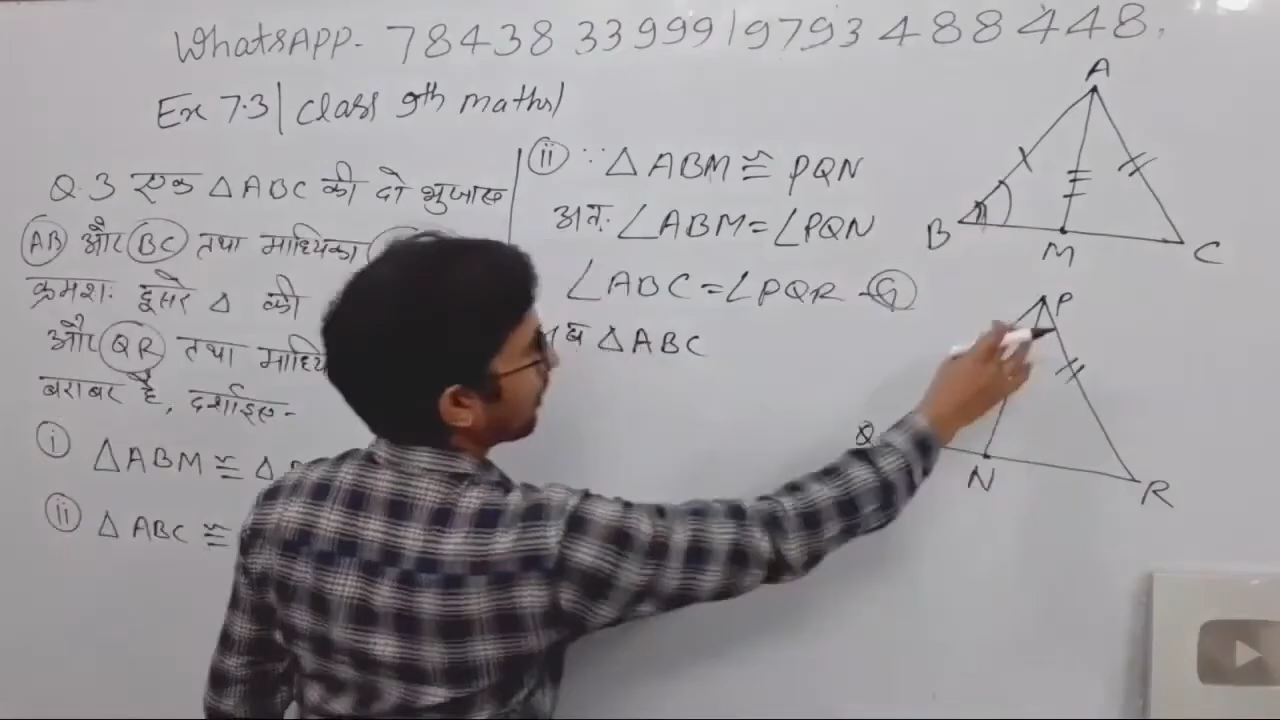 WhatsAPP- 78438 33999|9793488448.
Ex 7.3| Class 9th maths|
Q.3 एक △ABC की दो भुजाएँ
AB और BC तथा माध्यिका
क्रमशः दूसरे △ की
और QR तथा माध्यि
बराबर है, दर्शाइए-
i △ABM ≅ △
ii △ABC ≅
ii ∵ △ABM ≅ PQN
अतः ∠ABM = ∠PQN
∠ABC = ∠PQR -
△ABC
A
B
M
C
P
Q
N
R